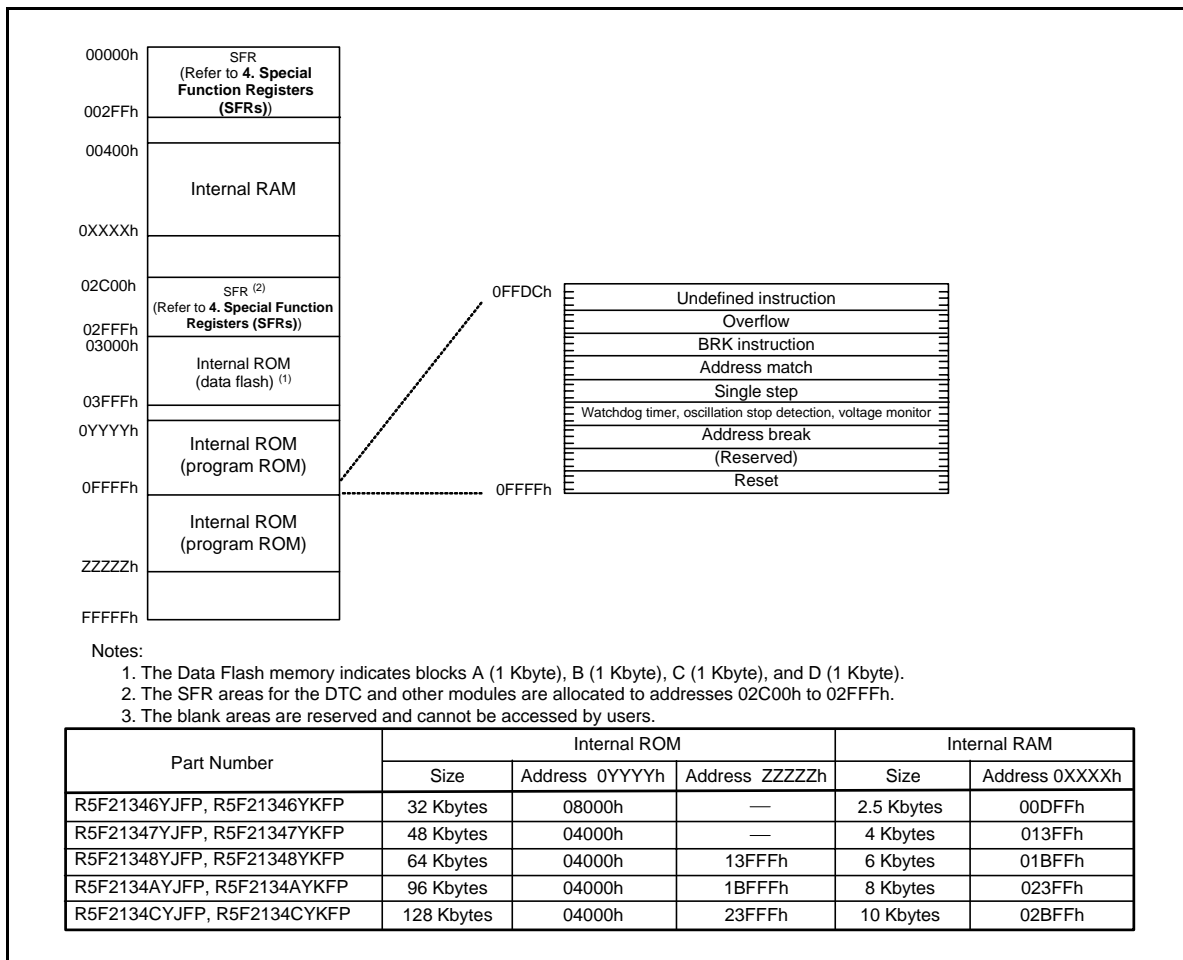 00000h
SFR
(Refer to 4. Special
Function Registers
(SFRs))
002FFh
00400h
Internal RAM
0XXXXh
02C00h
SFR (2)
(Refer to 4. Special Function
Registers (SFRs))
02FFFh
03000h
Internal ROM
(data flash) (1)
03FFFh
0YYYYh
Internal ROM
(program ROM)
0FFFFh
Internal ROM
(program ROM)
ZZZZZh
FFFFFh
0FFDCh
Undefined instruction
Overflow
BRK instruction
Address match
Single step
Watchdog timer, oscillation stop detection, voltage monitor
Address break
(Reserved)
Reset
0FFFFh
Notes:
1. The Data Flash memory indicates blocks A (1 Kbyte), B (1 Kbyte), C (1 Kbyte), and D (1 Kbyte).
2. The SFR areas for the DTC and other modules are allocated to addresses 02C00h to 02FFFh.
3. The blank areas are reserved and cannot be accessed by users.
Part Number Internal ROM Internal RAM
Size Address 0YYYYh Address ZZZZZh Size Address 0XXXXh
R5F21346YJFP, R5F21346YKFP 32 Kbytes 08000h — 2.5 Kbytes 00DFFh
R5F21347YJFP, R5F21347YKFP 48 Kbytes 04000h — 4 Kbytes 013FFh
R5F21348YJFP, R5F21348YKFP 64 Kbytes 04000h 13FFFh 6 Kbytes 01BFFh
R5F2134AYJFP, R5F2134AYKFP 96 Kbytes 04000h 1BFFFh 8 Kbytes 023FFh
R5F2134CYJFP, R5F2134CYKFP 128 Kbytes 04000h 23FFFh 10 Kbytes 02BFFh